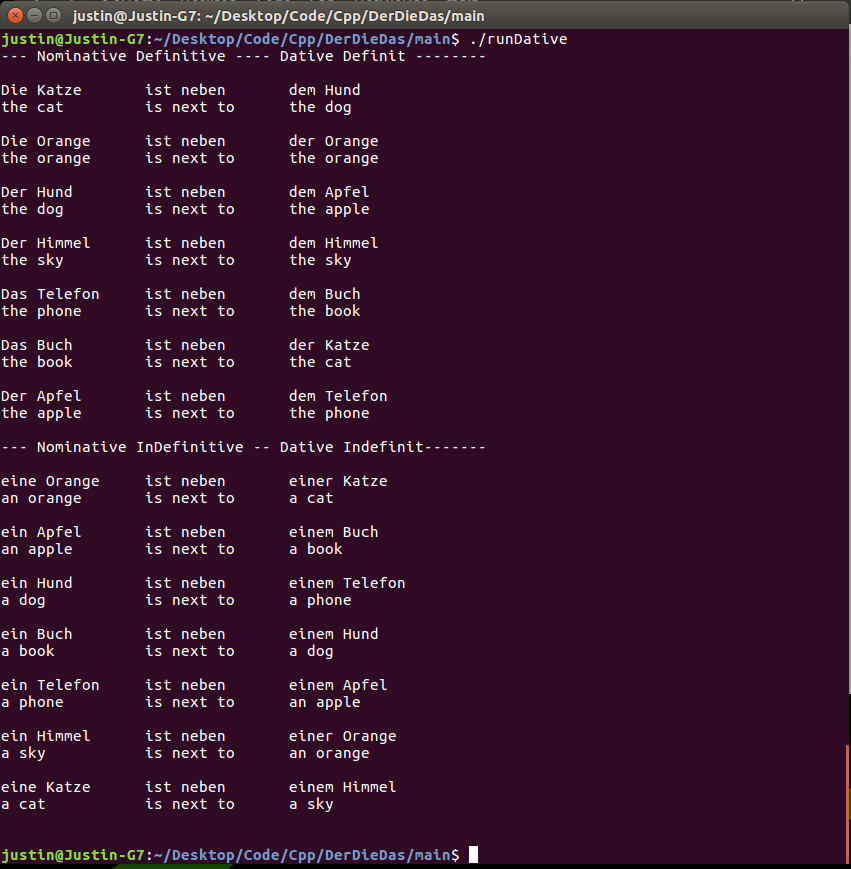 justin@Justin-G7: ~/Desktop/Code/Cpp/DerDieDas/main
justin@Justin-G7:~/Desktop/Code/Cpp/DerDieDas/main$ ./runDative
--- Nominative Definitive ---- Dative Definit --------
Die Katze ist neben dem Hund
the cat is next to the dog
Die Orange ist neben der Orange
the orange is next to the orange
Der Hund ist neben dem Apfel
the dog is next to the apple
Der Himmel ist neben dem Himmel
the sky is next to the sky
Das Telefon ist neben dem Buch
the phone is next to the book
Das Buch ist neben der Katze
the book is next to the cat
Der Apfel ist neben dem Telefon
the apple is next to the phone
--- Nominative InDefinitive -- Dative Indefinit-------
eine Orange ist neben einer Katze
an orange is next to a cat
ein Apfel ist neben einem Buch
an apple is next to a book
ein Hund ist neben einem Telefon
a dog is next to a phone
ein Buch ist neben einem Hund
a book is next to a dog
ein Telefon ist neben einem Apfel
a phone is next to an apple
ein Himmel ist neben einer Orange
a sky is next to an orange
eine Katze ist neben einem Himmel
a cat is next to a sky
justin@Justin-G7:~/Desktop/Code/Cpp/DerDieDas/main$